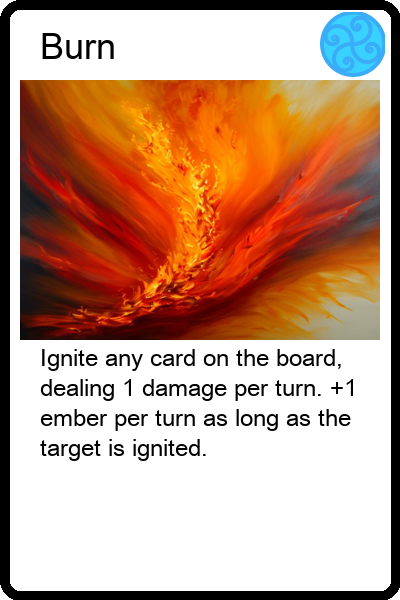 Burn
Ignite any card on the board,
dealing 1 damage per turn. +1
ember per turn as long as the
target is ignited.